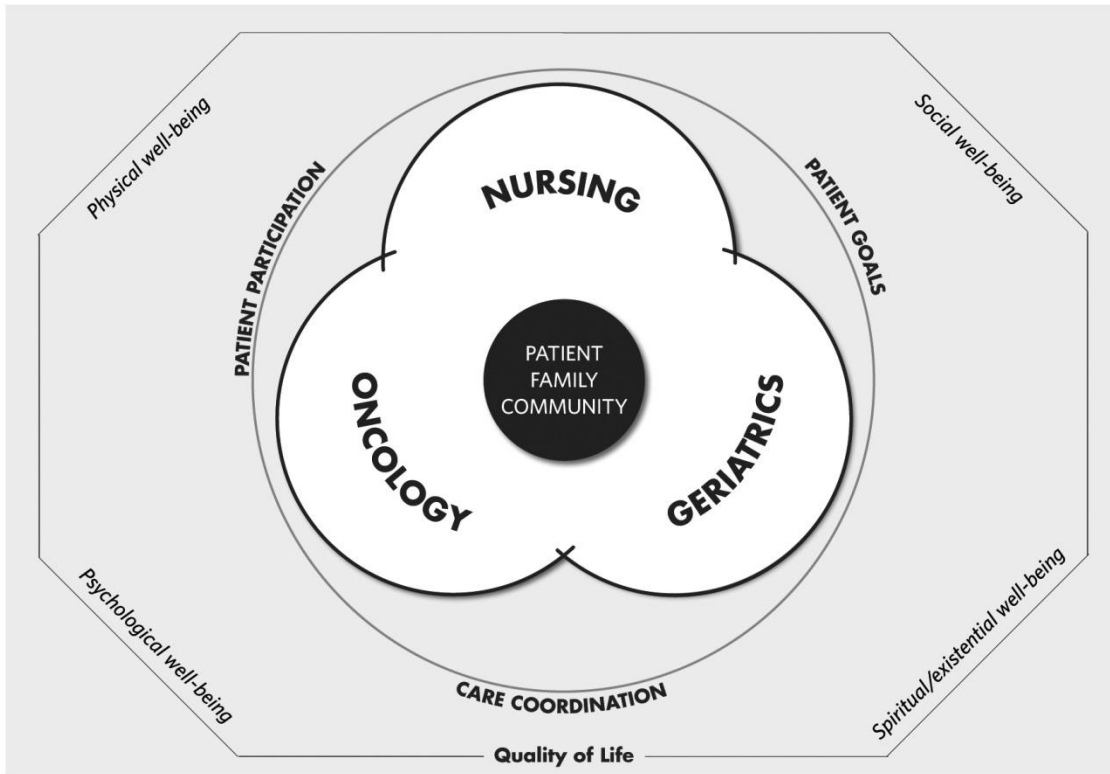 Physical well-being
Social well-being
PATIENT PARTICIPATION
NURSING
PATIENT GOALS
PATIENT
FAMILY
COMMUNITY
ONCOLOGY
GERIATRICS
Psychological well-being
Spiritual/existential well-being
CARE COORDINATION
Quality of Life